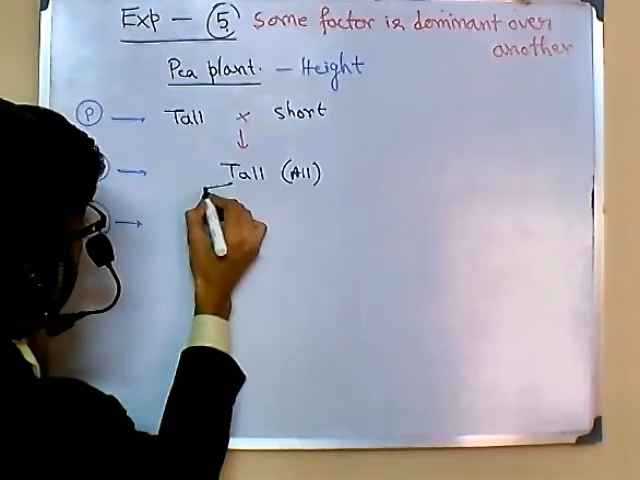 Exp - 5 Some factor is dominant over
another
Pea plant. - Height
P → Tall × short
↓
→ Tall (All)
→